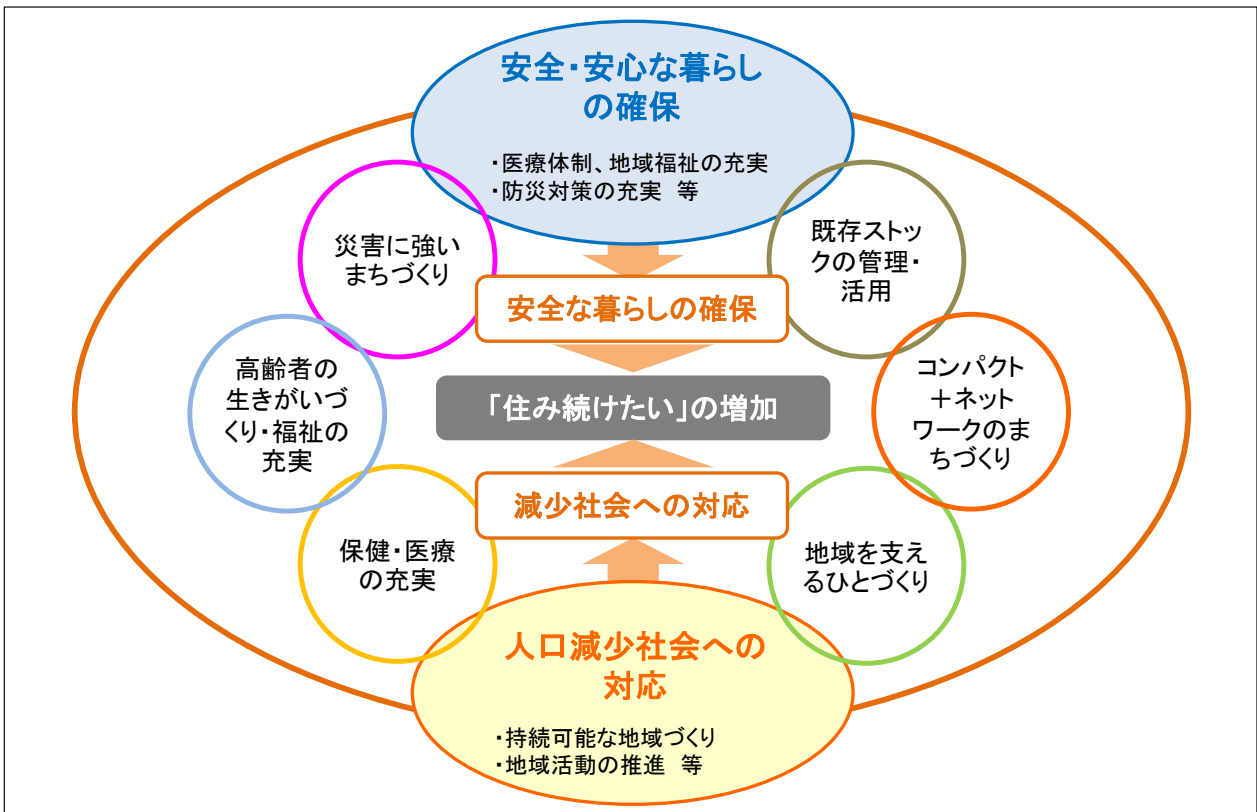 安全・安心な暮らし
の確保
・医療体制、地域福祉の充実
・防災対策の充実 等
災害に強い
まちづくり
既存ストッ
クの管理・
活用
安全な暮らしの確保
高齢者の
生きがいづ
くり・福祉の
充実
「住み続けたい」の増加
コンパクト
＋ネット
ワークのま
ちづくり
減少社会への対応
保健・医療
の充実
地域を支え
るひとづくり
人口減少社会への
対応
・持続可能な地域づくり
・地域活動の推進 等